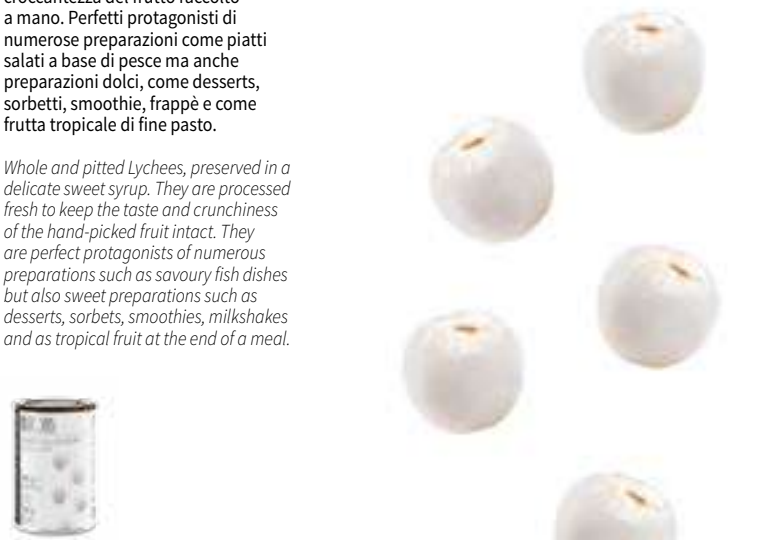 croccantezza del frutto raccolto
a mano. Perfetti protagonisti di
numerose preparazioni come piatti
salati a base di pesce ma anche
preparazioni dolci, come desserts,
sorbetti, smoothie, frappè e come
frutta tropicale di fine pasto.
Whole and pitted Lychees, preserved in a
delicate sweet syrup. They are processed
fresh to keep the taste and crunchiness
of the hand-picked fruit intact. They
are perfect protagonists of numerous
preparations such as savoury fish dishes
but also sweet preparations such as
desserts, sorbets, smoothies, milkshakes
and as tropical fruit at the end of a meal.